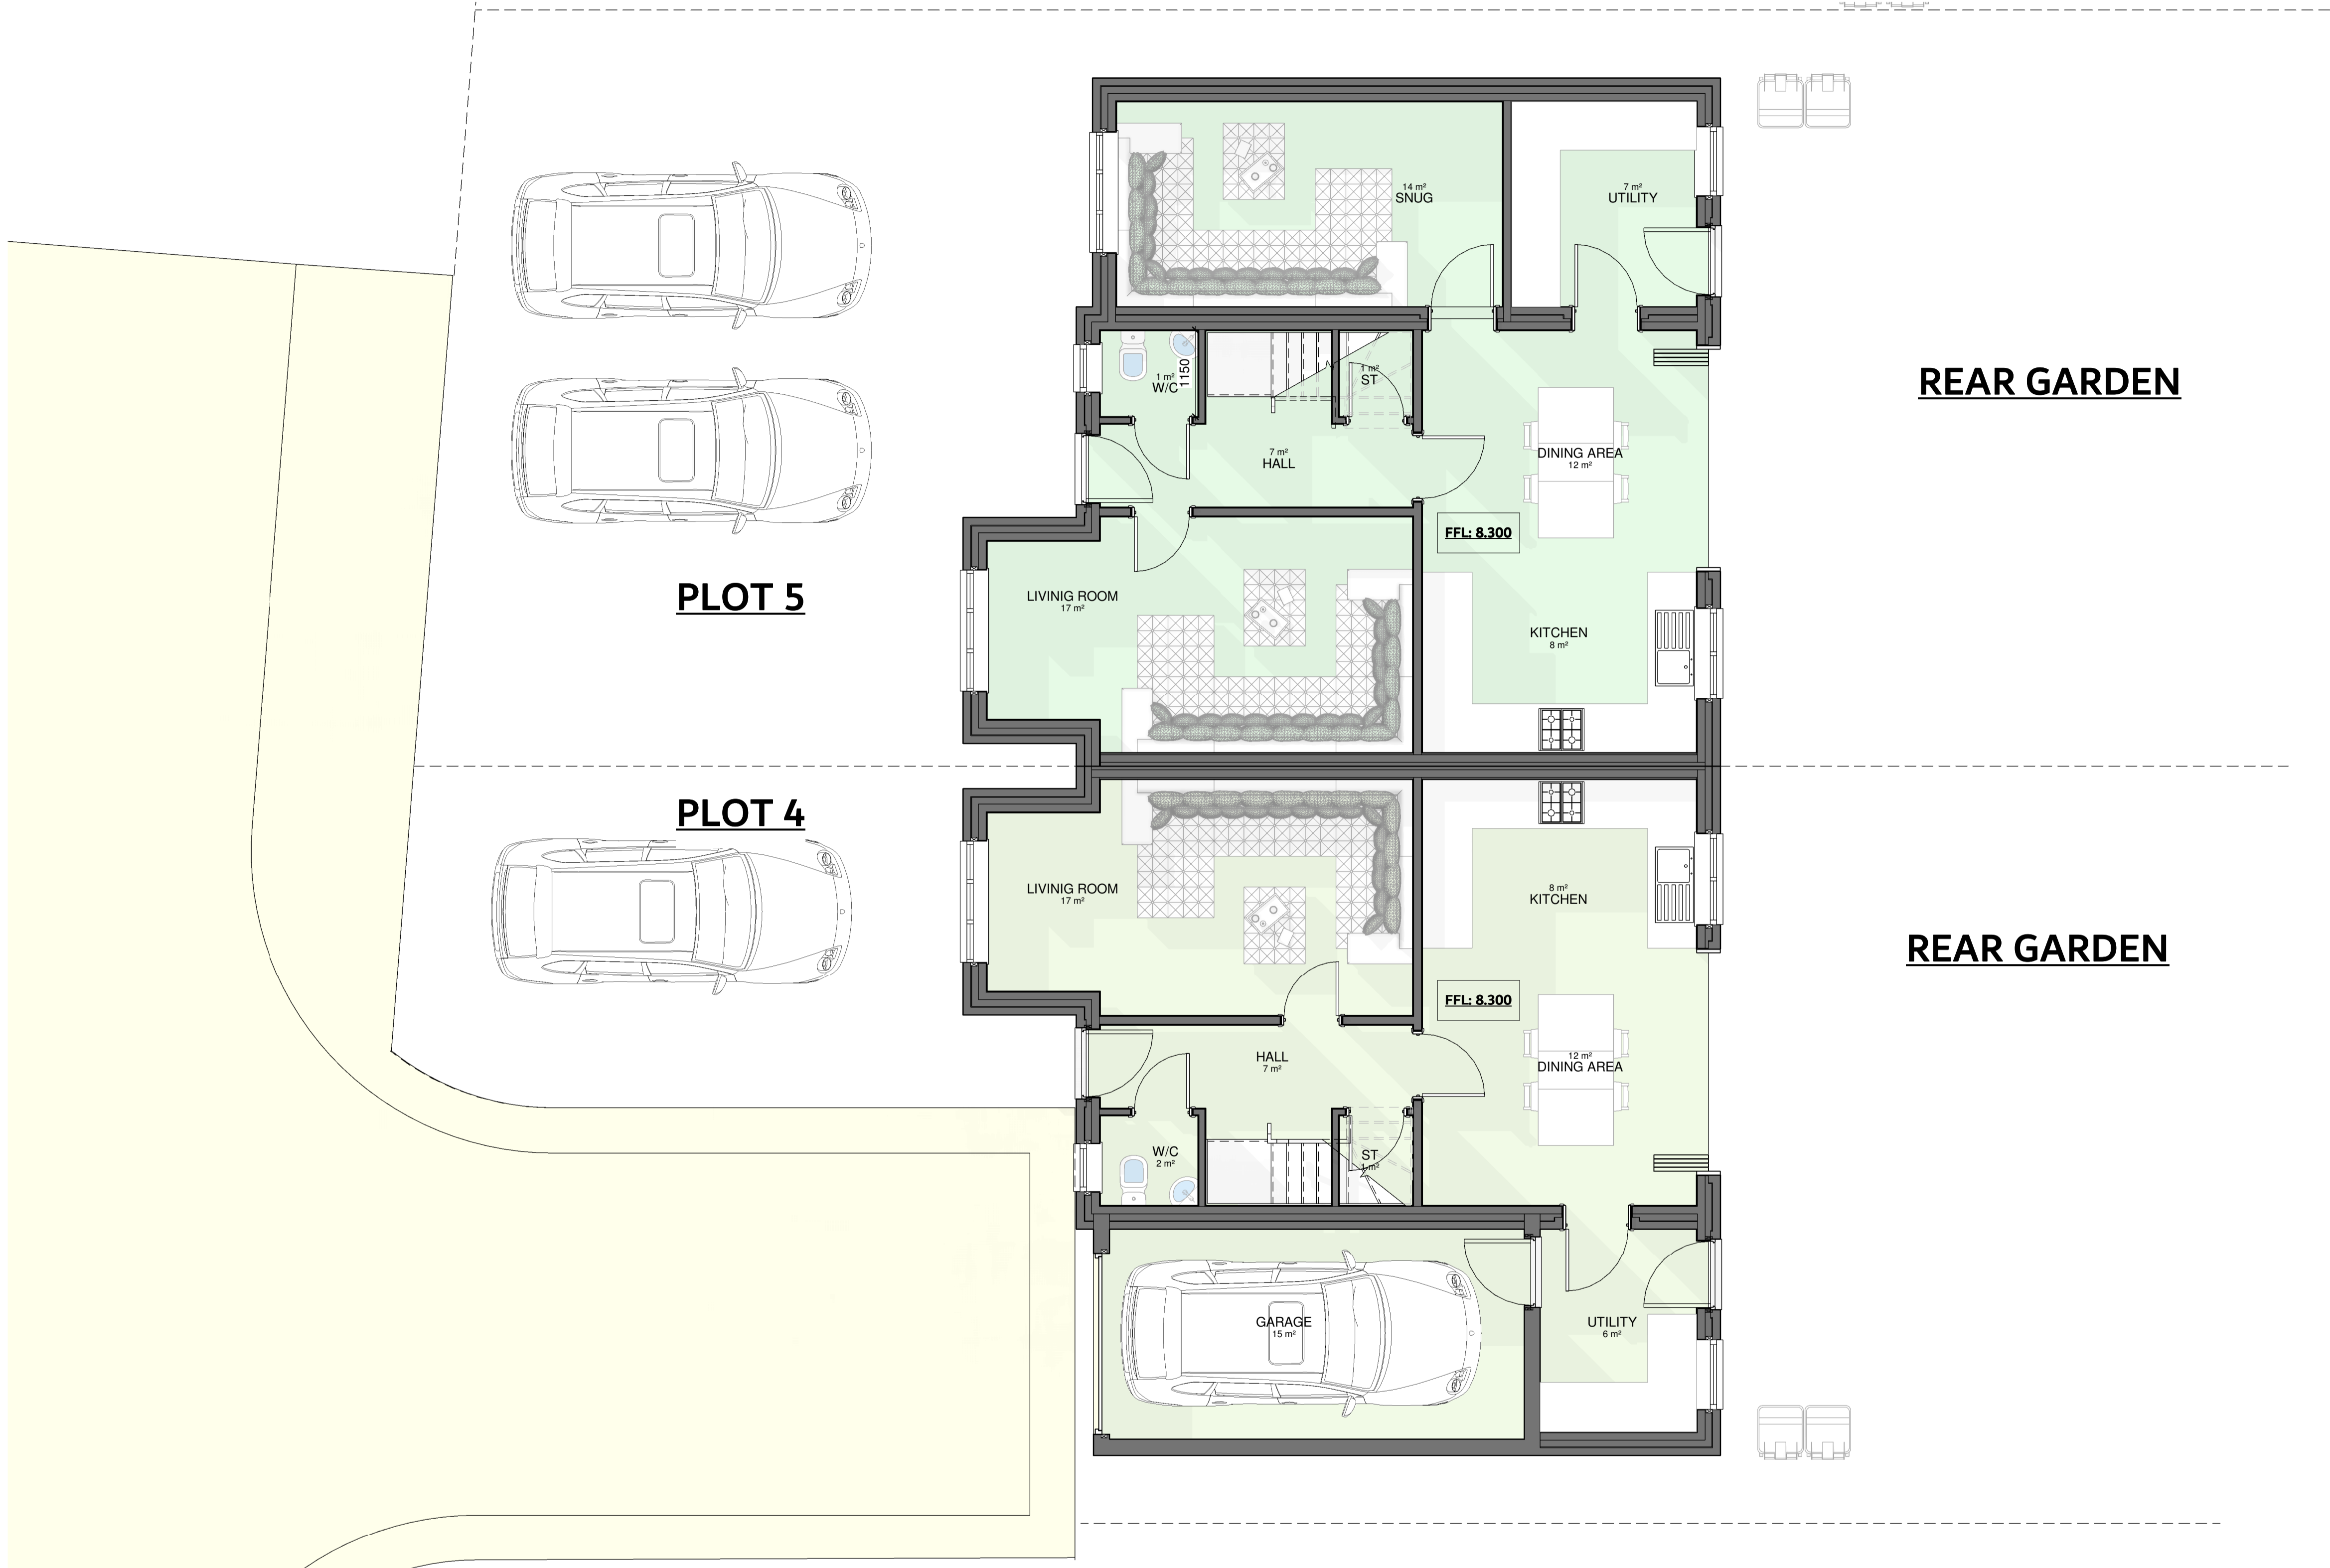 14 m²
SNUG
7 m²
UTILITY
1 m²
W/C
1150
1 m²
ST
REAR GARDEN
7 m²
HALL
DINING AREA
12 m²
FFL: 8.300
PLOT 5
LIVINIG ROOM
17 m²
KITCHEN
8 m²
PLOT 4
LIVINIG ROOM
17 m²
8 m²
KITCHEN
REAR GARDEN
FFL: 8.300
HALL
7 m²
12 m²
DINING AREA
W/C
2 m²
ST
1 m²
GARAGE
15 m²
UTILITY
6 m²